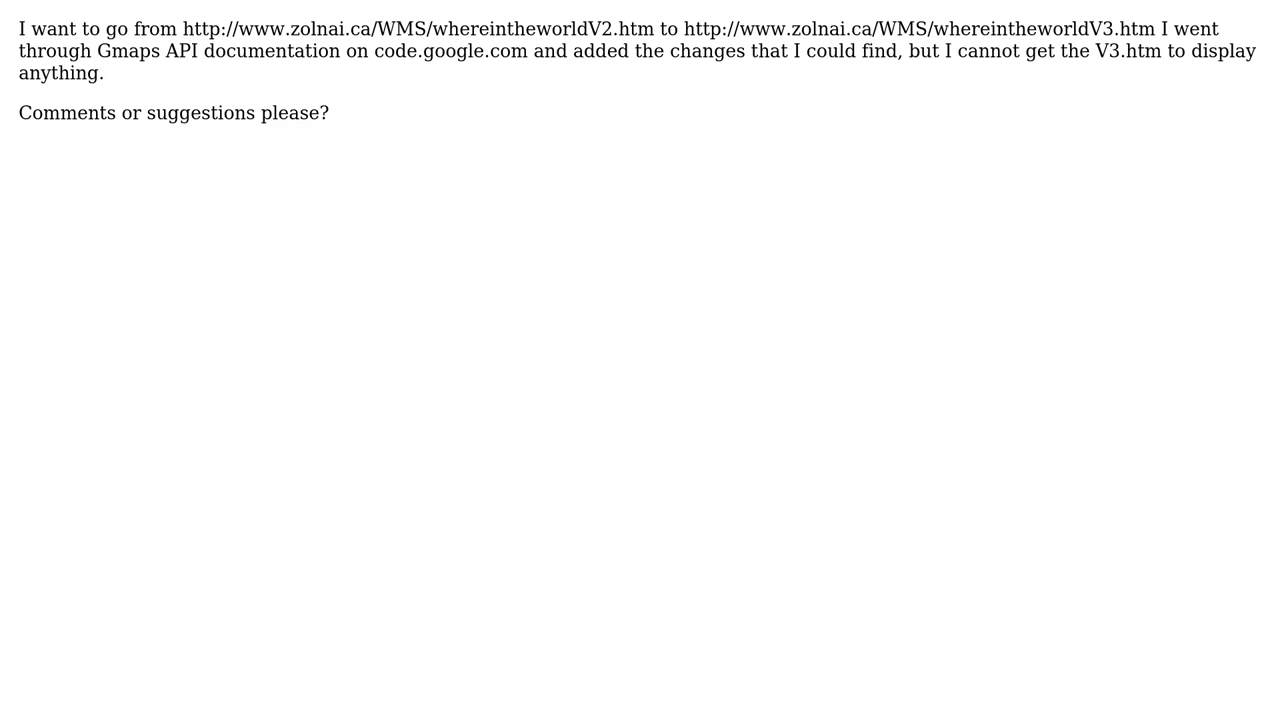 I want to go from http://www.zolnai.ca/WMS/whereintheworldV2.htm to http://www.zolnai.ca/WMS/whereintheworldV3.htm I went
through Gmaps API documentation on code.google.com and added the changes that I could find, but I cannot get the V3.htm to display
anything.
Comments or suggestions please?